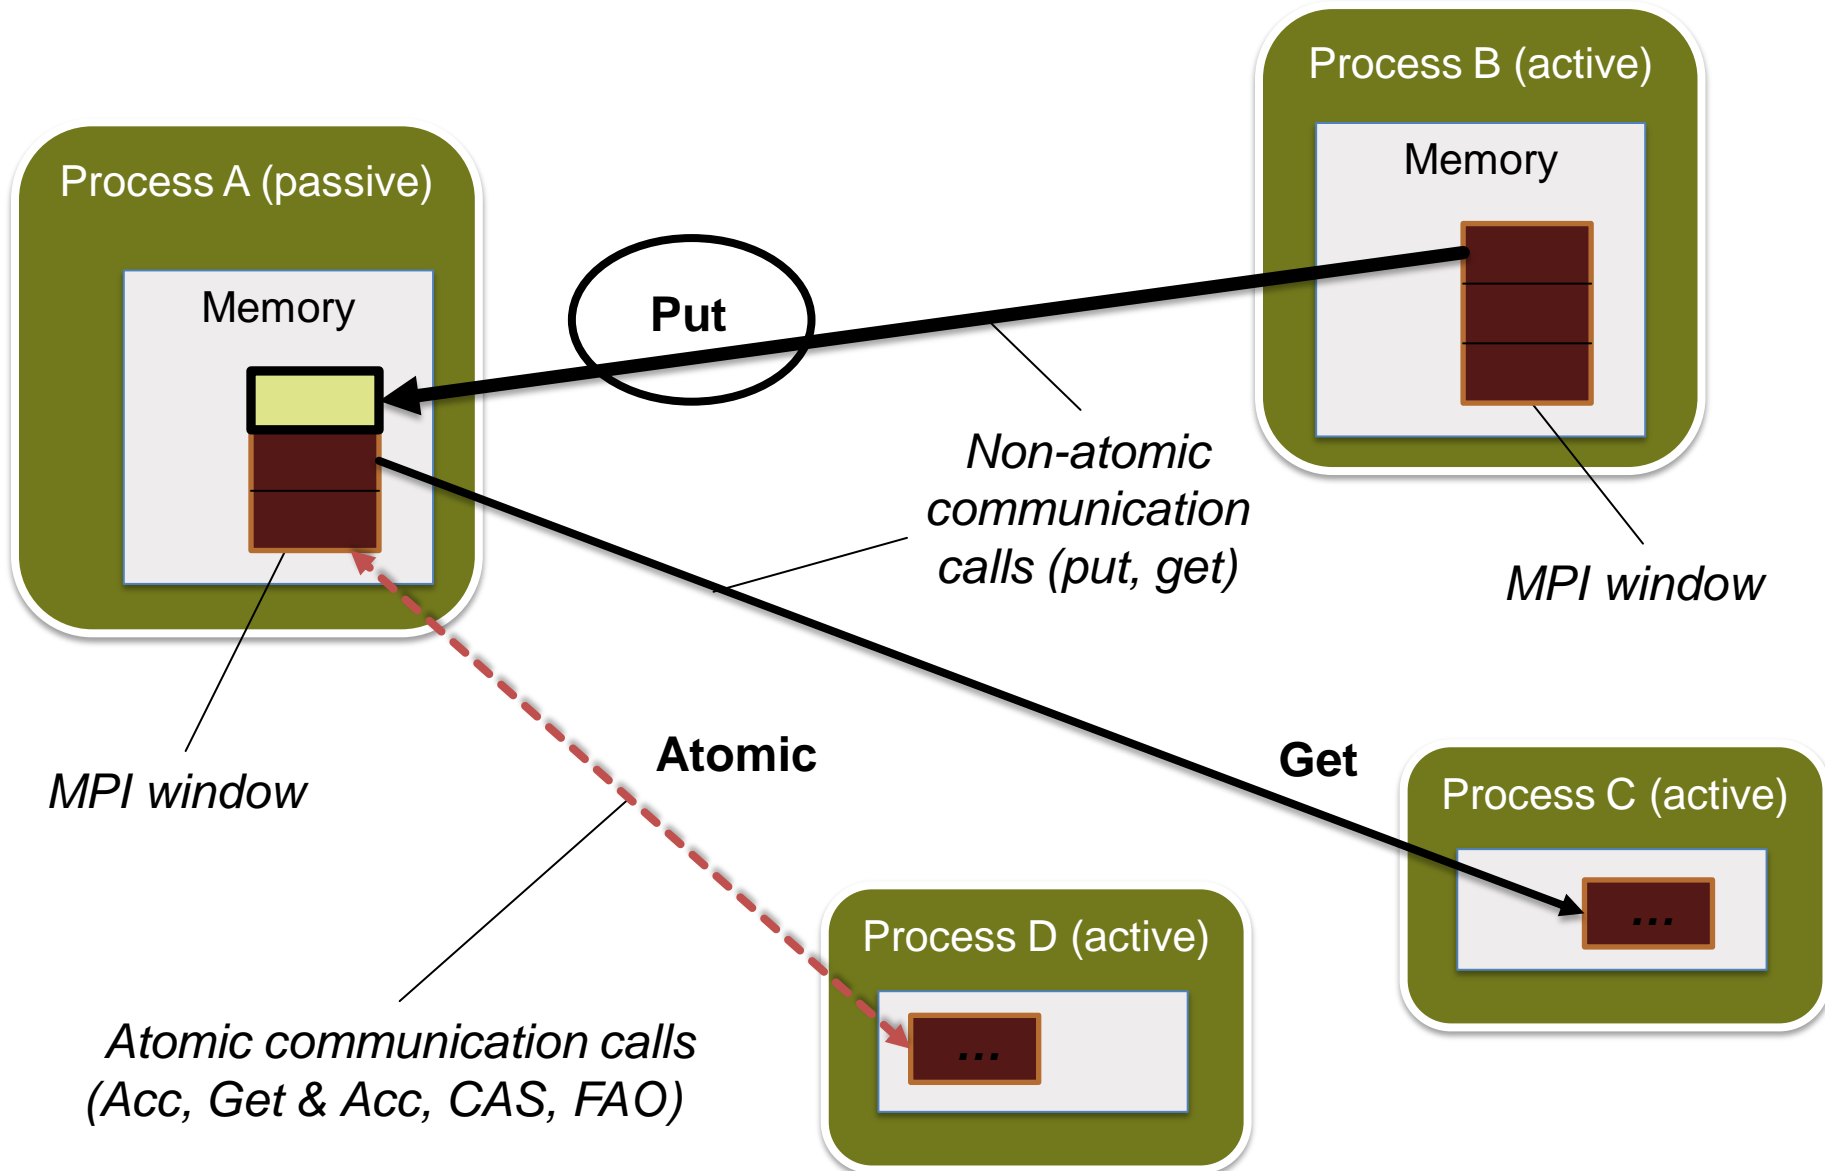 Process B (active)
Memory
Process A (passive)
Memory
Put
Non-atomic
communication
calls (put, get)
MPI window
MPI window
Atomic
Get
Process C (active)
...
Process D (active)
...
Atomic communication calls
(Acc, Get & Acc, CAS, FAO)